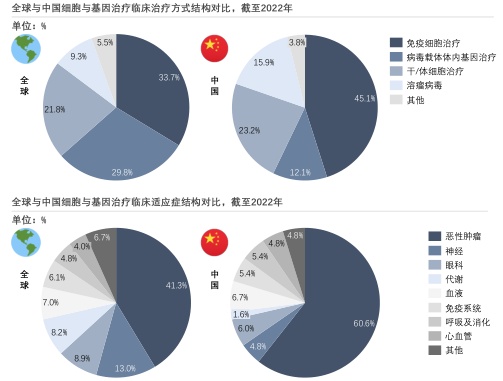 全球与中国细胞与基因治疗临床治疗方式结构对比，截至2022年
单位：%
全球
33.7%
29.8%
21.8%
9.3%
5.5%
中国
45.1%
12.1%
23.2%
15.9%
3.8%
免疫细胞治疗
病毒载体体内基因治疗
干/体细胞治疗
溶瘤病毒
其他
全球与中国细胞与基因治疗临床适应症结构对比，截至2022年
单位：%
全球
41.3%
13.0%
8.9%
8.2%
7.0%
6.1%
4.8%
4.0%
6.7%
中国
60.6%
4.8%
6.0%
1.6%
6.7%
5.4%
5.4%
4.8%
4.8%
恶性肿瘤
神经
眼科
代谢
血液
免疫系统
呼吸及消化
心血管
其他